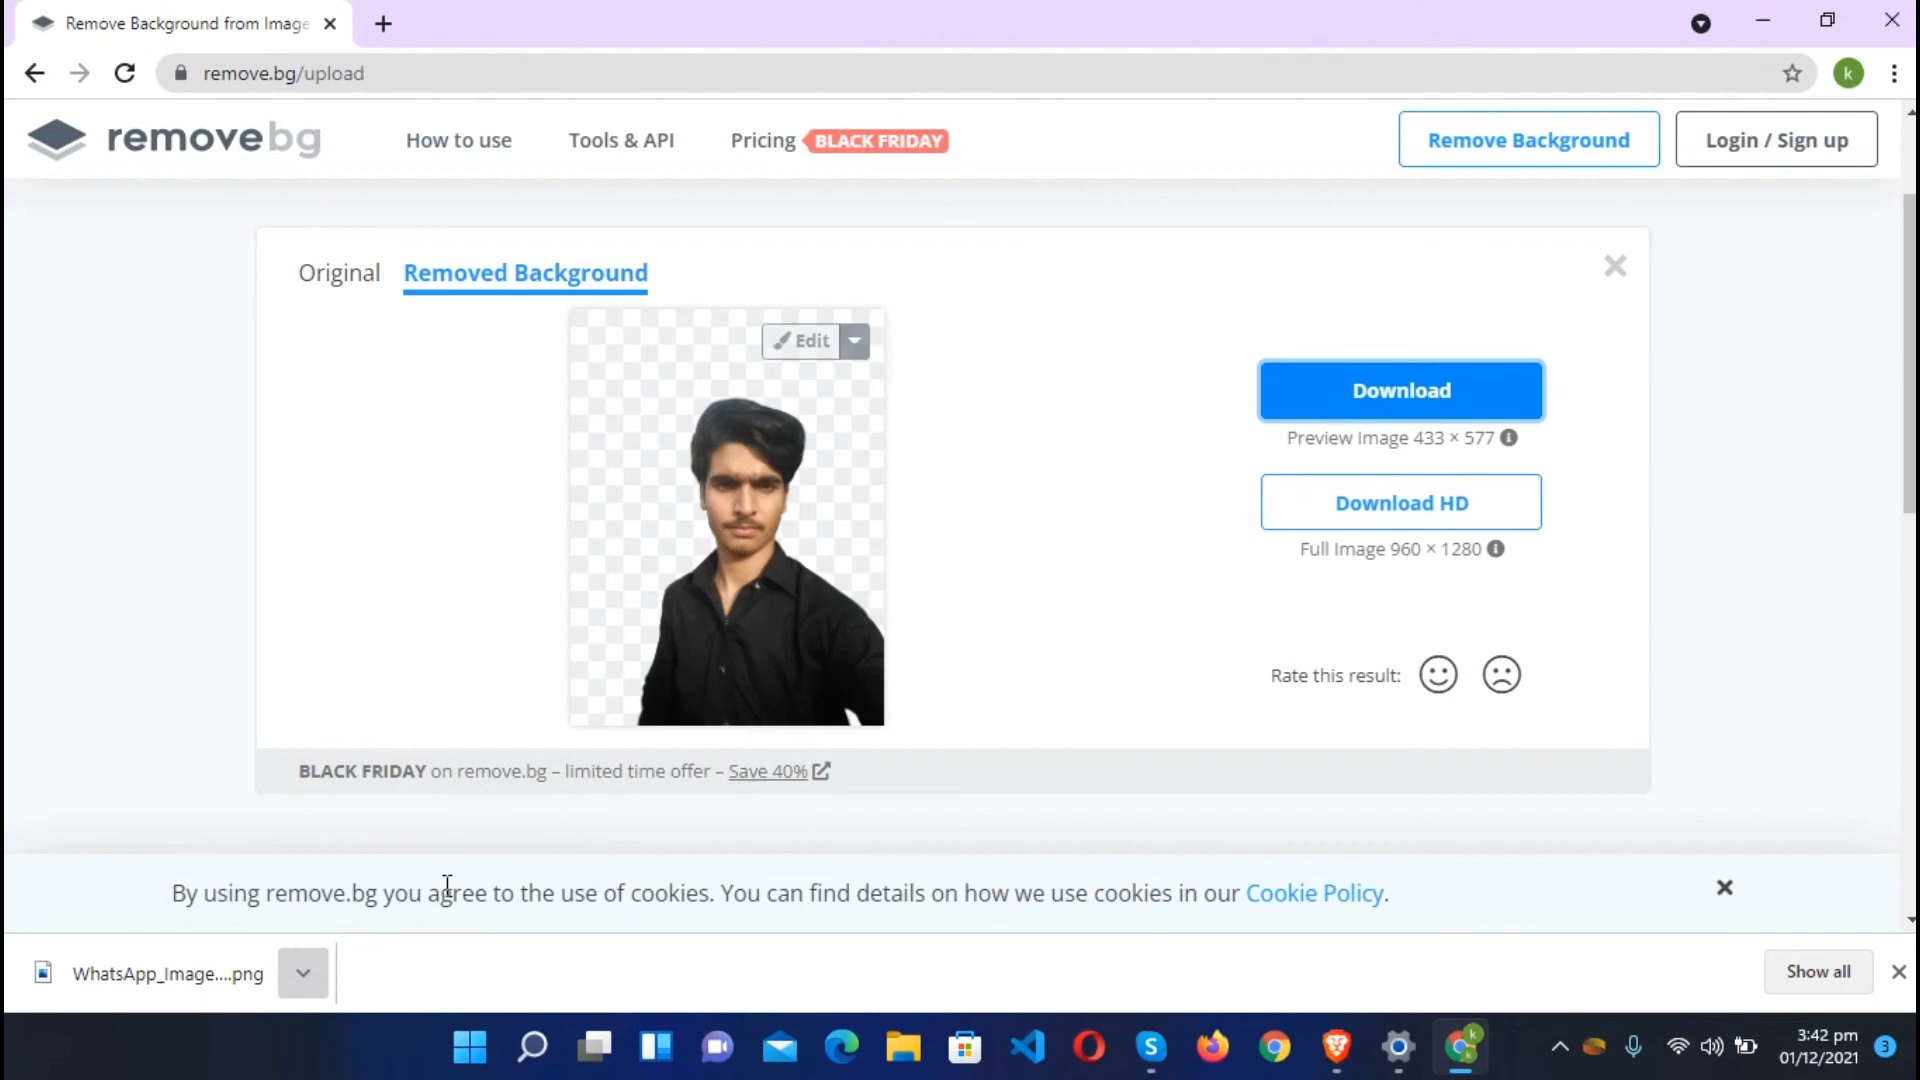 Remove Background from Image
remove.bg/upload
k
removebg
How to use
Tools & API
Pricing
BLACK FRIDAY
Remove Background
Login / Sign up
Original
Removed Background
Edit
Download
Preview Image 433 × 577
Download HD
Full Image 960 × 1280
Rate this result:
BLACK FRIDAY on remove.bg – limited time offer – Save 40%
By using remove.bg you agree to the use of cookies. You can find details on how we use cookies in our Cookie Policy.
WhatsApp_Image....png
Show all
3:42 pm
01/12/2021
3